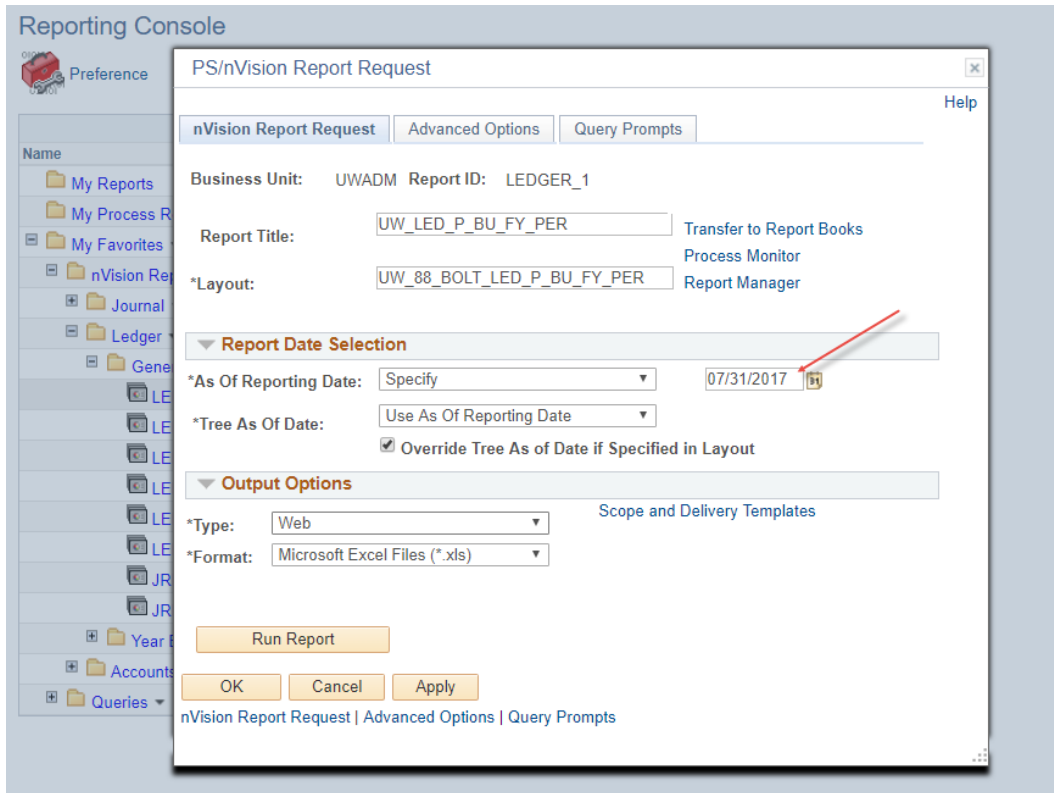 Reporting Console
Preference
Name
My Reports
My Process R
My Favorites
nVision Rep
Journal
Ledger
Gene
LE
LE
LE
LE
LE
LE
JR
JR
Year E
Accounts
Queries
PS/nVision Report Request
Help
nVision Report Request Advanced Options Query Prompts
Business Unit: UWADM Report ID: LEDGER_1
Report Title: UW_LED_P_BU_FY_PER Transfer to Report Books
Process Monitor
*Layout: UW_88_BOLT_LED_P_BU_FY_PER Report Manager
Report Date Selection
*As Of Reporting Date: Specify 07/31/2017
*Tree As Of Date: Use As Of Reporting Date
Override Tree As of Date if Specified in Layout
Output Options
Scope and Delivery Templates
*Type: Web
*Format: Microsoft Excel Files (*.xls)
Run Report
OK Cancel Apply
nVision Report Request | Advanced Options | Query Prompts